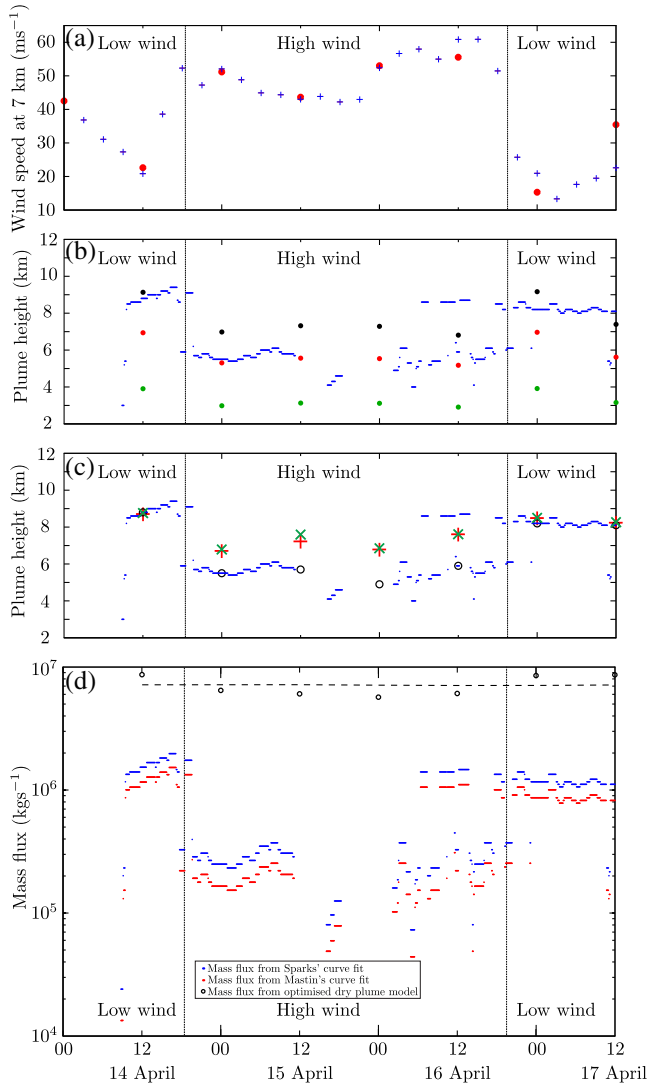 (a)
Low wind
High wind
Low wind
Wind speed at 7 km (ms⁻¹)
60
50
40
30
20
10
(b)
Low wind
High wind
Low wind
Plume height (km)
12
10
8
6
4
2
(c)
Low wind
High wind
Low wind
Plume height (km)
12
10
8
6
4
2
(d)
Mass flux (kgs⁻¹)
10⁷
10⁶
10⁵
10⁴
Mass flux from Sparks' curve fit
Mass flux from Mastin's curve fit
Mass flux from optimised dry plume model
Low wind
High wind
Low wind
00 12 00 12 00 12 00 12
14 April 15 April 16 April 17 April